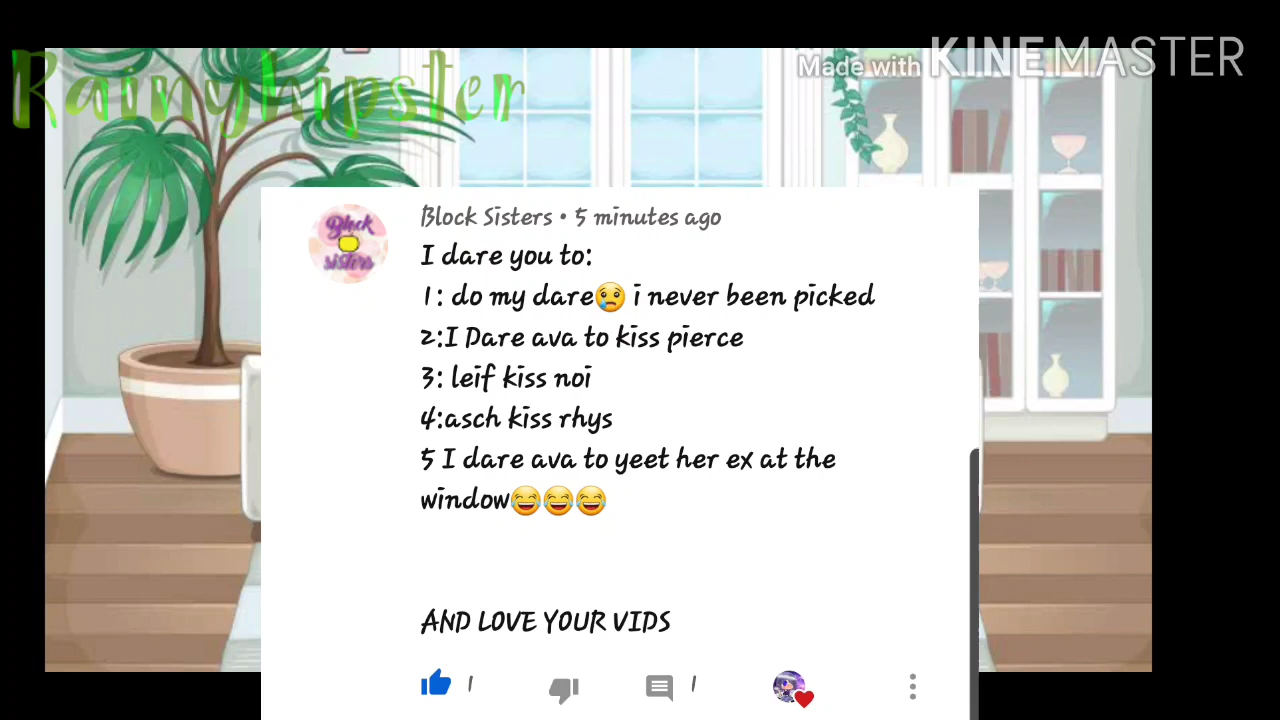 Rainyhipster
Made with KINEMASTER
Block Sisters
Block Sisters • 5 minutes ago
I dare you to:
1: do my dare😢 i never been picked
2:I Dare ava to kiss pierce
3: leif kiss noi
4:asch kiss rhys
5 I dare ava to yeet her ex at the
window😂😂😂
AND LOVE YOUR VIDS
1 1